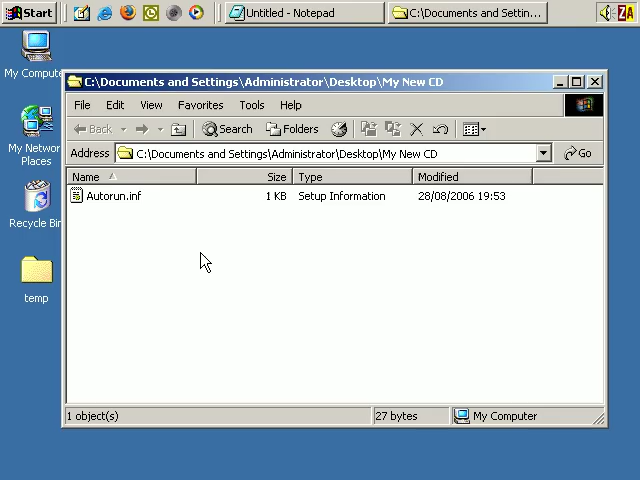 Start
Untitled - Notepad
C:\Documents and Settin...
ZA
My Compute
My Network
Places
Recycle Bin
temp
C:\Documents and Settings\Administrator\Desktop\My New CD
File Edit View Favorites Tools Help
Back Search Folders
Address C:\Documents and Settings\Administrator\Desktop\My New CD Go
Name Size Type Modified
Autorun.inf 1 KB Setup Information 28/08/2006 19:53
1 object(s) 27 bytes My Computer